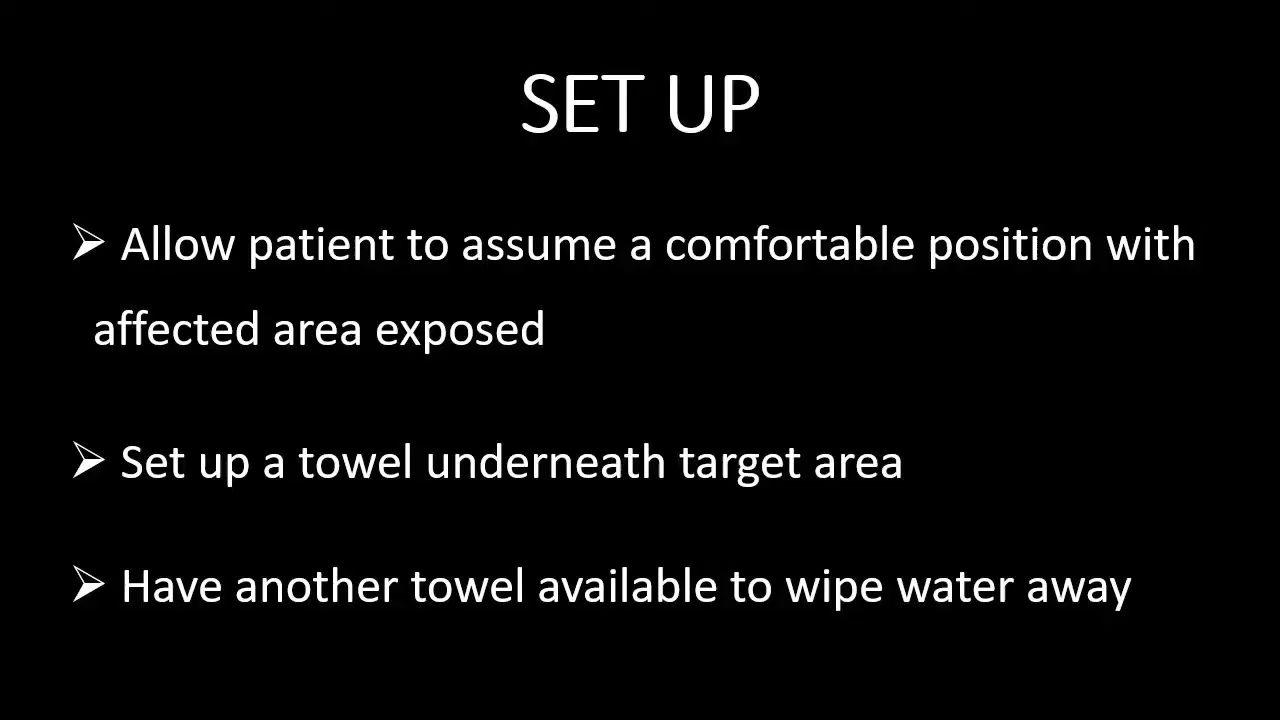 SET UP
➢ Allow patient to assume a comfortable position with
affected area exposed
➢ Set up a towel underneath target area
➢ Have another towel available to wipe water away